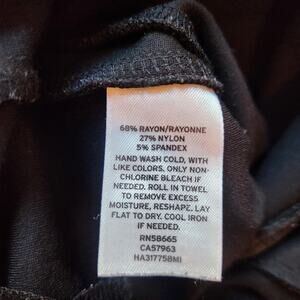 68% RAYON/RAYONNE
27% NYLON
5% SPANDEX
HAND WASH COLD, WITH
LIKE COLORS. ONLY NON-
CHLORINE BLEACH IF
NEEDED. ROLL IN TOWEL
TO REMOVE EXCESS
MOISTURE, RESHAPE. LAY
FLAT TO DRY. COOL IRON
IF NEEDED.
RN58665
CA57963
HA317758MI